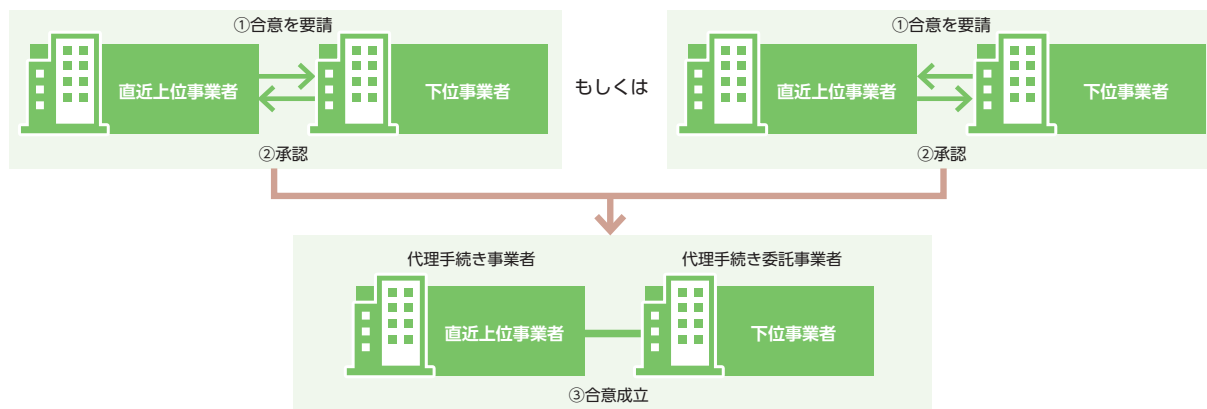 ①合意を要請
直近上位事業者
下位事業者
②承認
もしくは
①合意を要請
直近上位事業者
下位事業者
②承認
代理手続き事業者
代理手続き委託事業者
直近上位事業者
下位事業者
③合意成立